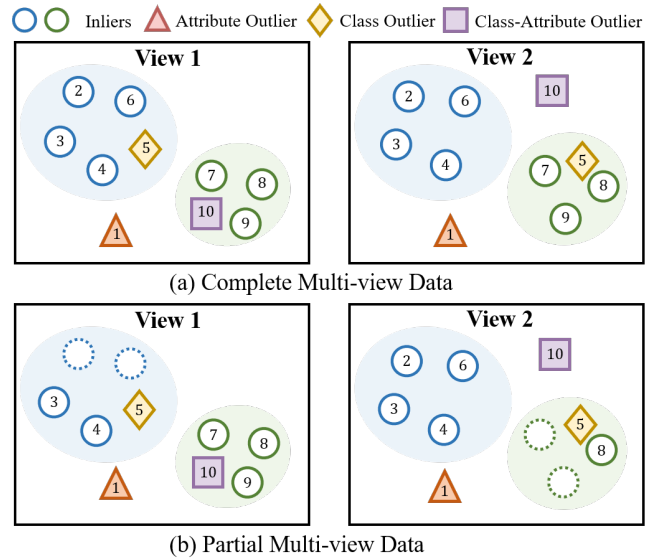 Inliers Attribute Outlier Class Outlier Class-Attribute Outlier
View 1 View 2
2 6 3 5 4 7 8 10 9 1
10 2 6 3 4 5 7 8 9 1
(a) Complete Multi-view Data
View 1 View 2
3 5 4 7 8 10 9 1
10 2 6 3 4 5 8 1
(b) Partial Multi-view Data